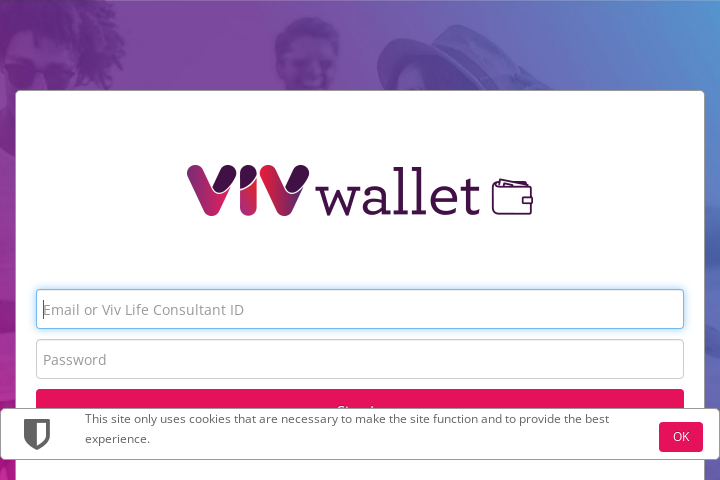 VIV wallet
Email or Viv Life Consultant ID
Password
This site only uses cookies that are necessary to make the site function and to provide the best
experience.
OK